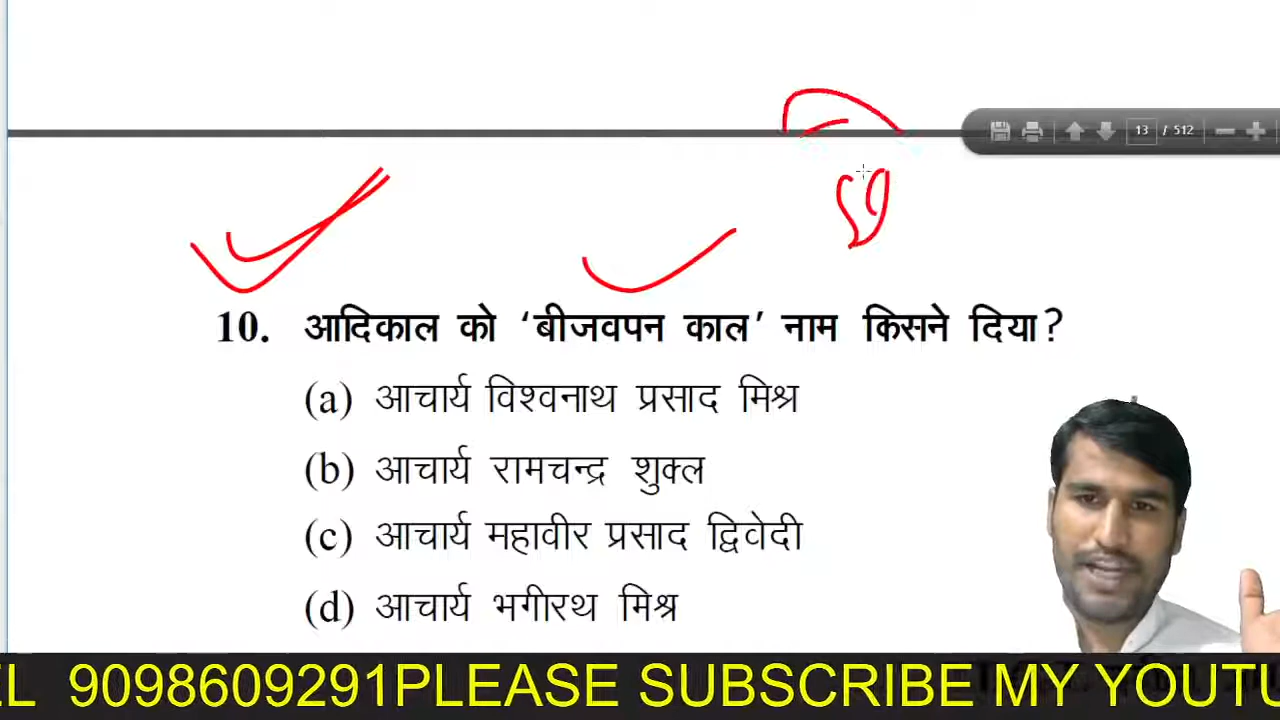 13 / 512
10. आदिकाल को ‘बीजवपन काल’ नाम किसने दिया?
(a) आचार्य विश्वनाथ प्रसाद मिश्र
(b) आचार्य रामचन्द्र शुक्ल
(c) आचार्य महावीर प्रसाद द्विवेदी
(d) आचार्य भगीरथ मिश्र
EL 9098609291PLEASE SUBSCRIBE MY YOUTU